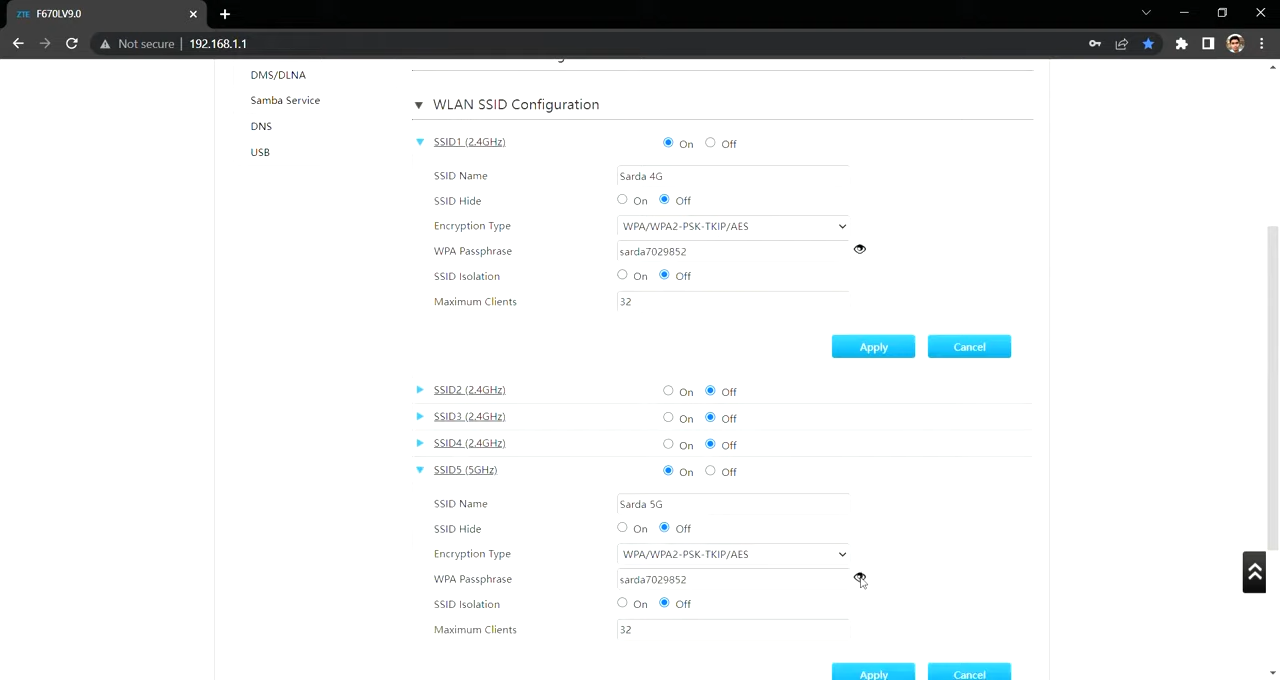 ZTE F670LV9.0
Not secure 192.168.1.1
DMS/DLNA
Samba Service
DNS
USB
WLAN SSID Configuration
SSID1 (2.4GHz) On Off
SSID Name Sarda 4G
SSID Hide On Off
Encryption Type WPA/WPA2-PSK-TKIP/AES
WPA Passphrase sarda7029852
SSID Isolation On Off
Maximum Clients 32
Apply Cancel
SSID2 (2.4GHz) On Off
SSID3 (2.4GHz) On Off
SSID4 (2.4GHz) On Off
SSID5 (5GHz) On Off
SSID Name Sarda 5G
SSID Hide On Off
Encryption Type WPA/WPA2-PSK-TKIP/AES
WPA Passphrase sarda7029852
SSID Isolation On Off
Maximum Clients 32
Apply Cancel